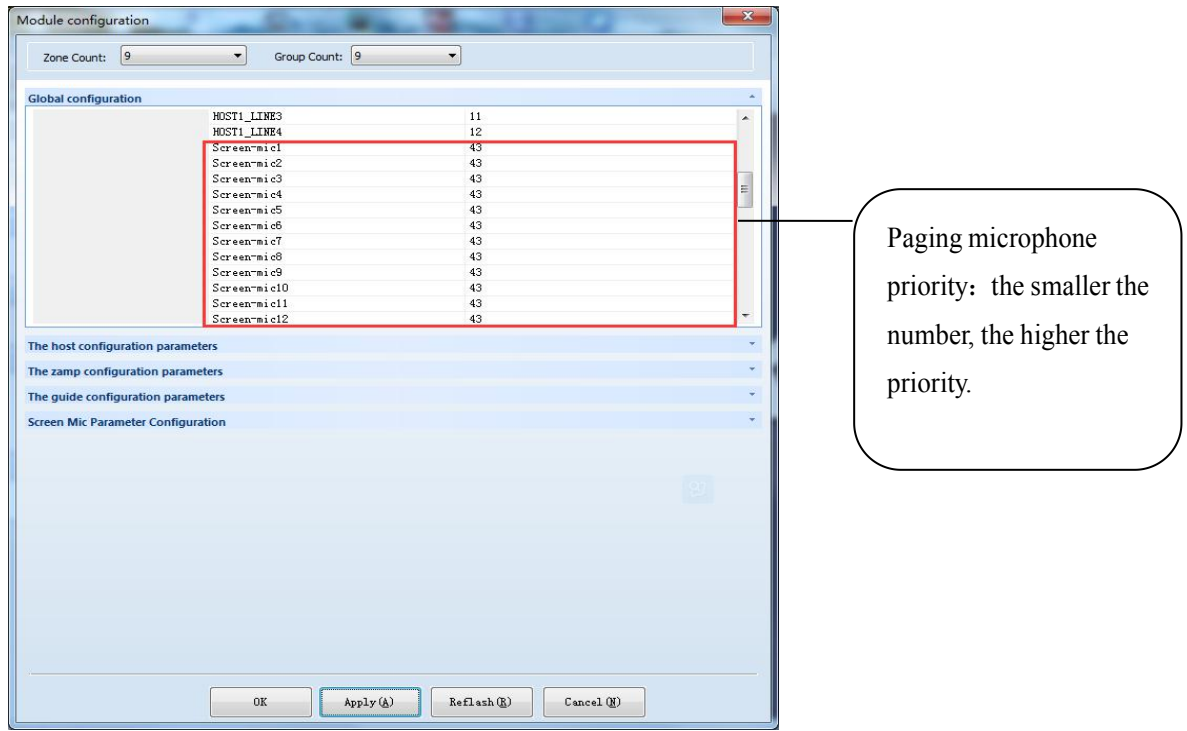 Module configuration
Zone Count: 9 Group Count: 9
Global configuration
HOST1_LINE3 11
HOST1_LINE4 12
Screen-mic1 43
Screen-mic2 43
Screen-mic3 43
Screen-mic4 43
Screen-mic5 43
Screen-mic6 43
Screen-mic7 43
Screen-mic8 43
Screen-mic9 43
Screen-mic10 43
Screen-mic11 43
Screen-mic12 43
The host configuration parameters
The zamp configuration parameters
The guide configuration parameters
Screen Mic Parameter Configuration
OK Apply(A) Reflash(R) Cancel(N)
Paging microphone
priority：the smaller the
number, the higher the
priority.